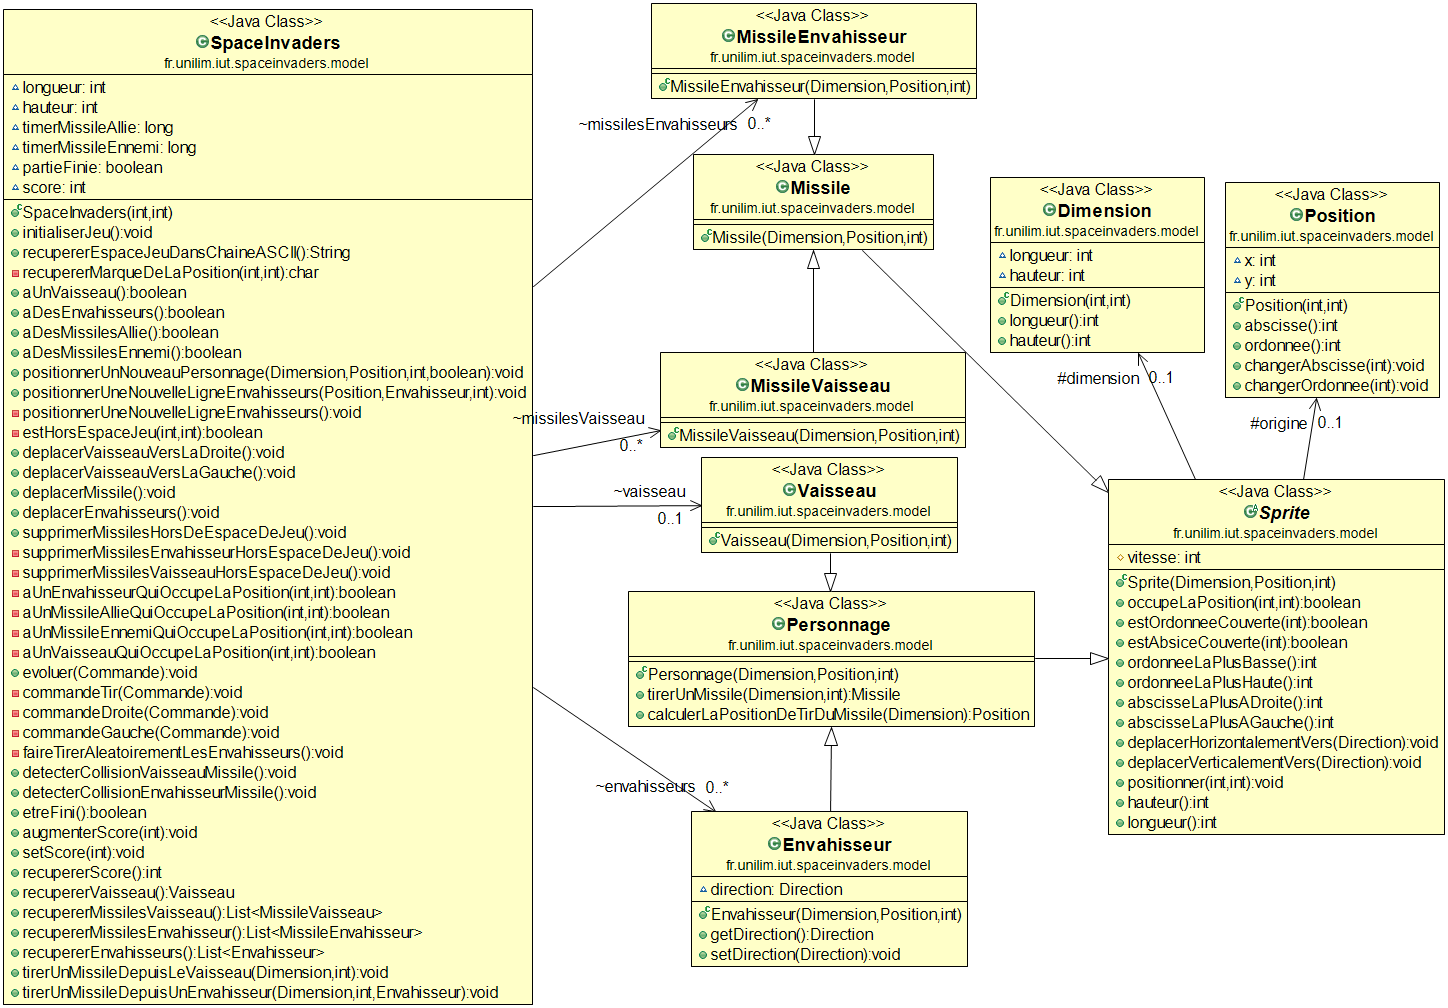 <<Java Class>>
SpaceInvaders
fr.unilim.iut.spaceinvaders.model
longueur: int
hauteur: int
timerMissileAllie: long
timerMissileEnnemi: long
partieFinie: boolean
score: int
SpaceInvaders(int,int)
initialiserJeu():void
recupererEspaceJeuDansChaineASCII():String
recupererMarqueDeLaPosition(int,int):char
aUnVaisseau():boolean
aDesEnvahisseurs():boolean
aDesMissilesAllie():boolean
aDesMissilesEnnemi():boolean
positionnerUnNouveauPersonnage(Dimension,Position,int,boolean):void
positionnerUneNouvelleLigneEnvahisseurs(Position,Envahisseur,int):void
positionnerUneNouvelleLigneEnvahisseurs():void
estHorsEspaceJeu(int,int):boolean
deplacerVaisseauVersLaDroite():void
deplacerVaisseauVersLaGauche():void
deplacerMissile():void
deplacerEnvahisseurs():void
supprimerMissilesHorsDeEspaceDeJeu():void
supprimerMissilesEnvahisseurHorsEspaceDeJeu():void
supprimerMissilesVaisseauHorsEspaceDeJeu():void
aUnEnvahisseurQuiOccupeLaPosition(int,int):boolean
aUnMissileAllieQuiOccupeLaPosition(int,int):boolean
aUnMissileEnnemiQuiOccupeLaPosition(int,int):boolean
aUnVaisseauQuiOccupeLaPosition(int,int):boolean
evoluer(Commande):void
commandeTir(Commande):void
commandeDroite(Commande):void
commandeGauche(Commande):void
faireTirerAleatoirementLesEnvahisseurs():void
detecterCollisionVaisseauMissile():void
detecterCollisionEnvahisseurMissile():void
etreFini():boolean
augmenterScore(int):void
setScore(int):void
recupererScore():int
recupererVaisseau():Vaisseau
recupererMissilesVaisseau():List<MissileVaisseau>
recupererMissilesEnvahisseur():List<MissileEnvahisseur>
recupererEnvahisseurs():List<Envahisseur>
tirerUnMissileDepuisLeVaisseau(Dimension,int):void
tirerUnMissileDepuisUnEnvahisseur(Dimension,int,Envahisseur):void
<<Java Class>>
MissileEnvahisseur
fr.unilim.iut.spaceinvaders.model
MissileEnvahisseur(Dimension,Position,int)
~missilesEnvahisseurs 0..*
<<Java Class>>
Missile
fr.unilim.iut.spaceinvaders.model
Missile(Dimension,Position,int)
<<Java Class>>
MissileVaisseau
fr.unilim.iut.spaceinvaders.model
MissileVaisseau(Dimension,Position,int)
~missilesVaisseau
0..*
<<Java Class>>
Vaisseau
fr.unilim.iut.spaceinvaders.model
Vaisseau(Dimension,Position,int)
~vaisseau
0..1
<<Java Class>>
Personnage
fr.unilim.iut.spaceinvaders.model
Personnage(Dimension,Position,int)
tirerUnMissile(Dimension,int):Missile
calculerLaPositionDeTirDuMissile(Dimension):Position
~envahisseurs 0..*
<<Java Class>>
Envahisseur
fr.unilim.iut.spaceinvaders.model
direction: Direction
Envahisseur(Dimension,Position,int)
getDirection():Direction
setDirection(Direction):void
<<Java Class>>
Dimension
fr.unilim.iut.spaceinvaders.model
longueur: int
hauteur: int
Dimension(int,int)
longueur():int
hauteur():int
#dimension 0..1
<<Java Class>>
Position
fr.unilim.iut.spaceinvaders.model
x: int
y: int
Position(int,int)
abscisse():int
ordonnee():int
changerAbscisse(int):void
changerOrdonnee(int):void
#origine 0..1
<<Java Class>>
Sprite
fr.unilim.iut.spaceinvaders.model
vitesse: int
Sprite(Dimension,Position,int)
occupeLaPosition(int,int):boolean
estOrdonneeCouverte(int):boolean
estAbsiceCouverte(int):boolean
ordonneeLaPlusBasse():int
ordonneeLaPlusHaute():int
abscisseLaPlusADroite():int
abscisseLaPlusAGauche():int
deplacerHorizontalementVers(Direction):void
deplacerVerticalementVers(Direction):void
positionner(int,int):void
hauteur():int
longueur():int